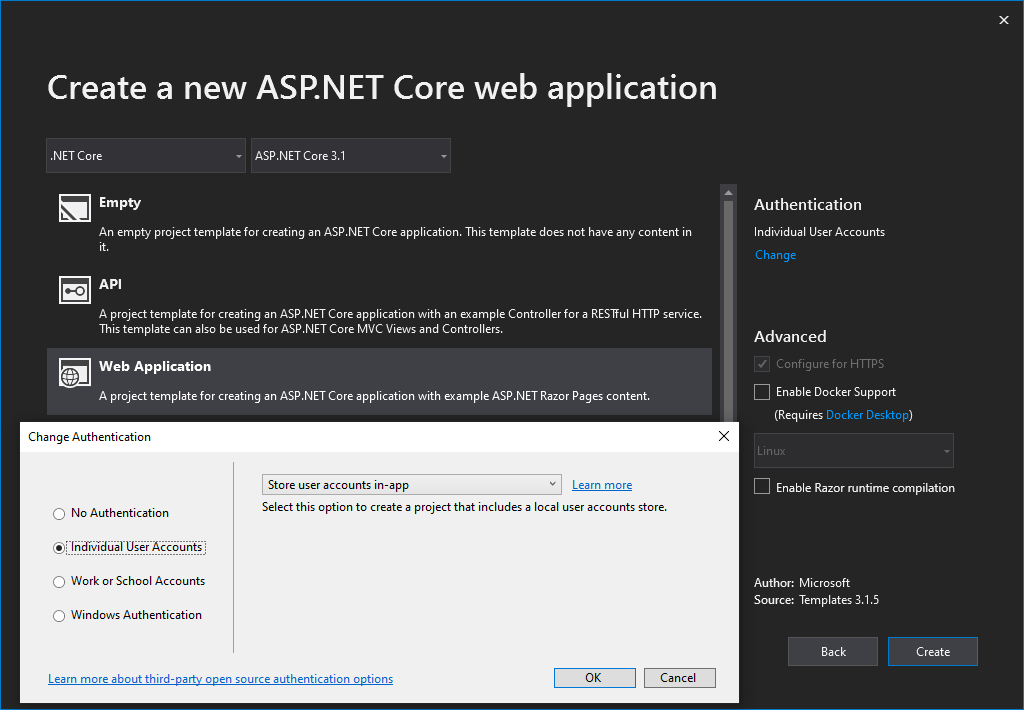 Create a new ASP.NET Core web application
.NET Core
ASP.NET Core 3.1
Empty
An empty project template for creating an ASP.NET Core application. This template does not have any content in
it.
API
A project template for creating an ASP.NET Core application with an example Controller for a RESTful HTTP service.
This template can also be used for ASP.NET Core MVC Views and Controllers.
Web Application
A project template for creating an ASP.NET Core application with example ASP.NET Razor Pages content.
Authentication
Individual User Accounts
Change
Advanced
Configure for HTTPS
Enable Docker Support
(Requires Docker Desktop)
Linux
Enable Razor runtime compilation
Author: Microsoft
Source: Templates 3.1.5
Back
Create
Change Authentication
No Authentication
Individual User Accounts
Work or School Accounts
Windows Authentication
Store user accounts in-app
Learn more
Select this option to create a project that includes a local user accounts store.
Learn more about third-party open source authentication options
OK
Cancel